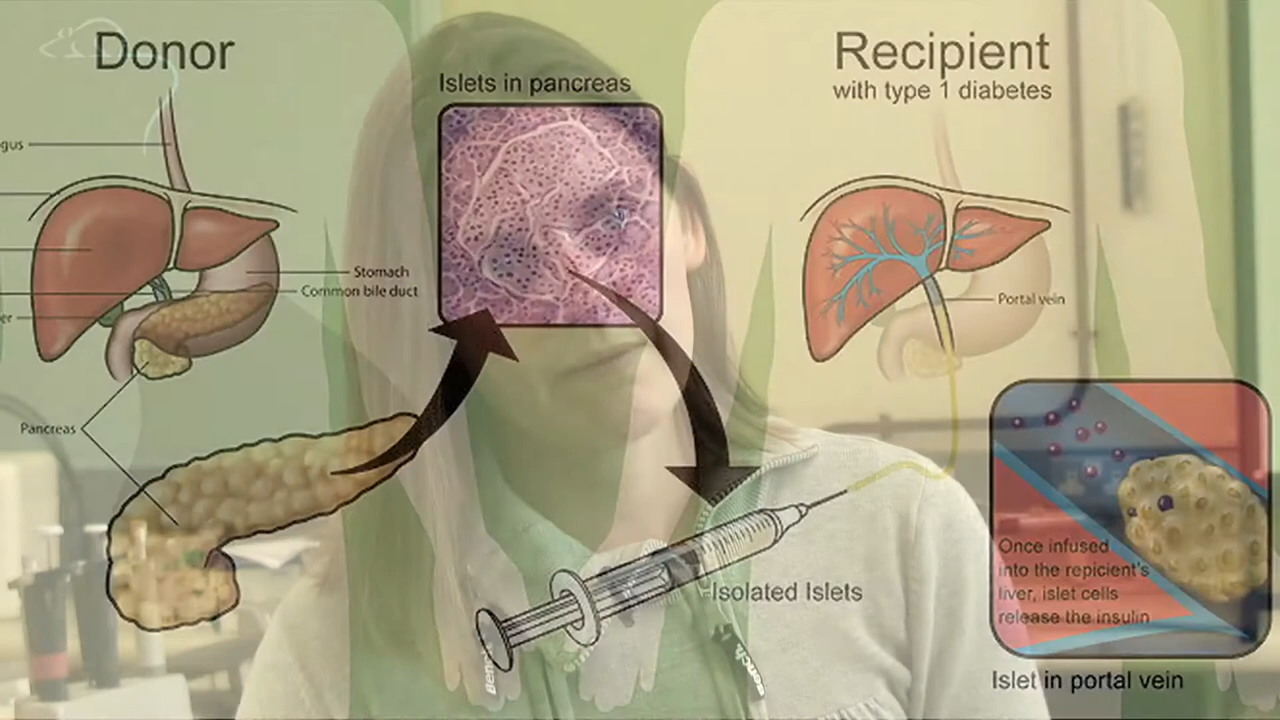 Donor
Recipient
with type 1 diabetes
Islets in pancreas
gus
Stomach
Common bile duct
er
Portal vein
Pancreas
Isolated Islets
Once infused
into the repicient's
liver, islet cells
release the insulin
Islet in portal vein
Bench